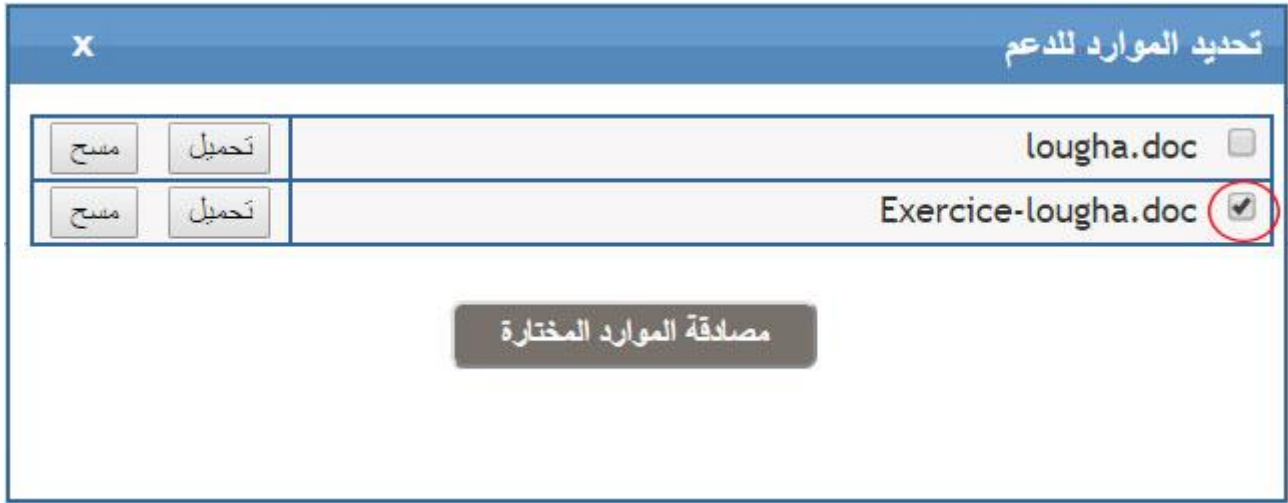 تحديد الموارد للدعم x
lougha.doc تحميل مسح
Exercice-lougha.doc تحميل مسح
مصادقة الموارد المختارة